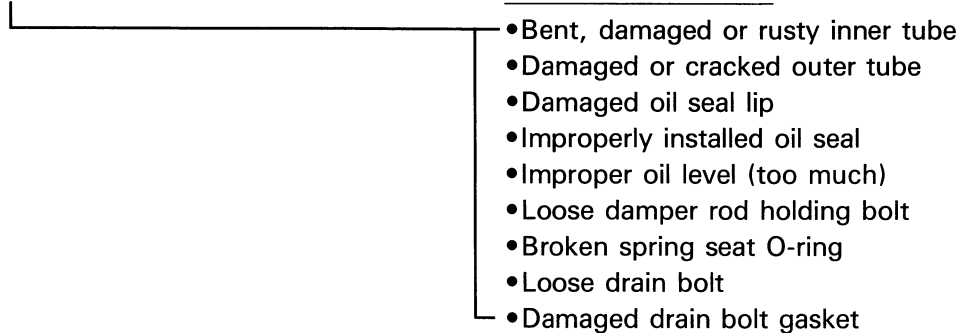 •Bent, damaged or rusty inner tube
•Damaged or cracked outer tube
•Damaged oil seal lip
•Improperly installed oil seal
•Improper oil level (too much)
•Loose damper rod holding bolt
•Broken spring seat O-ring
•Loose drain bolt
•Damaged drain bolt gasket